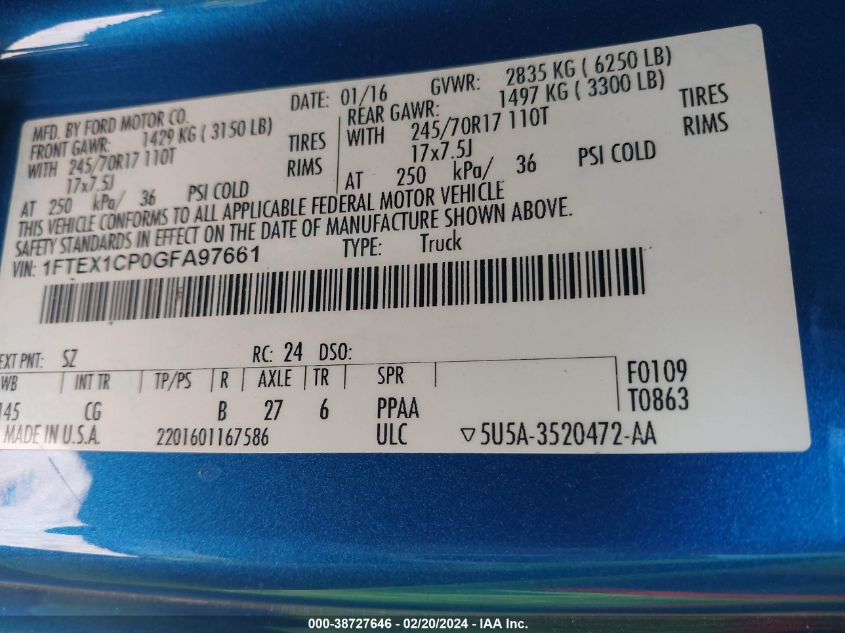 MFD. BY FORD MOTOR CO.
DATE: 01/16 GVWR: 2835 KG ( 6250 LB)
FRONT GAWR: 1429 KG ( 3150 LB)
WITH 245/70R17 110T TIRES
17x7.5J RIMS
AT 250 kPa/ 36 PSI COLD
REAR GAWR: 1497 KG ( 3300 LB)
WITH 245/70R17 110T TIRES
17x7.5J RIMS
AT 250 kPa/ 36 PSI COLD
THIS VEHICLE CONFORMS TO ALL APPLICABLE FEDERAL MOTOR VEHICLE
SAFETY STANDARDS IN EFFECT ON THE DATE OF MANUFACTURE SHOWN ABOVE.
VIN: 1FTEX1CP0GFA97661 TYPE: Truck
EXT PNT: SZ RC: 24 DSO:
WB INT TR TP/PS R AXLE TR SPR
145 CG B 27 6 PPAA
F0109
T0863
MADE IN U.S.A. 2201601167586 ULC ▽5U5A-3520472-AA
000-38727646 - 02/20/2024 - IAA Inc.